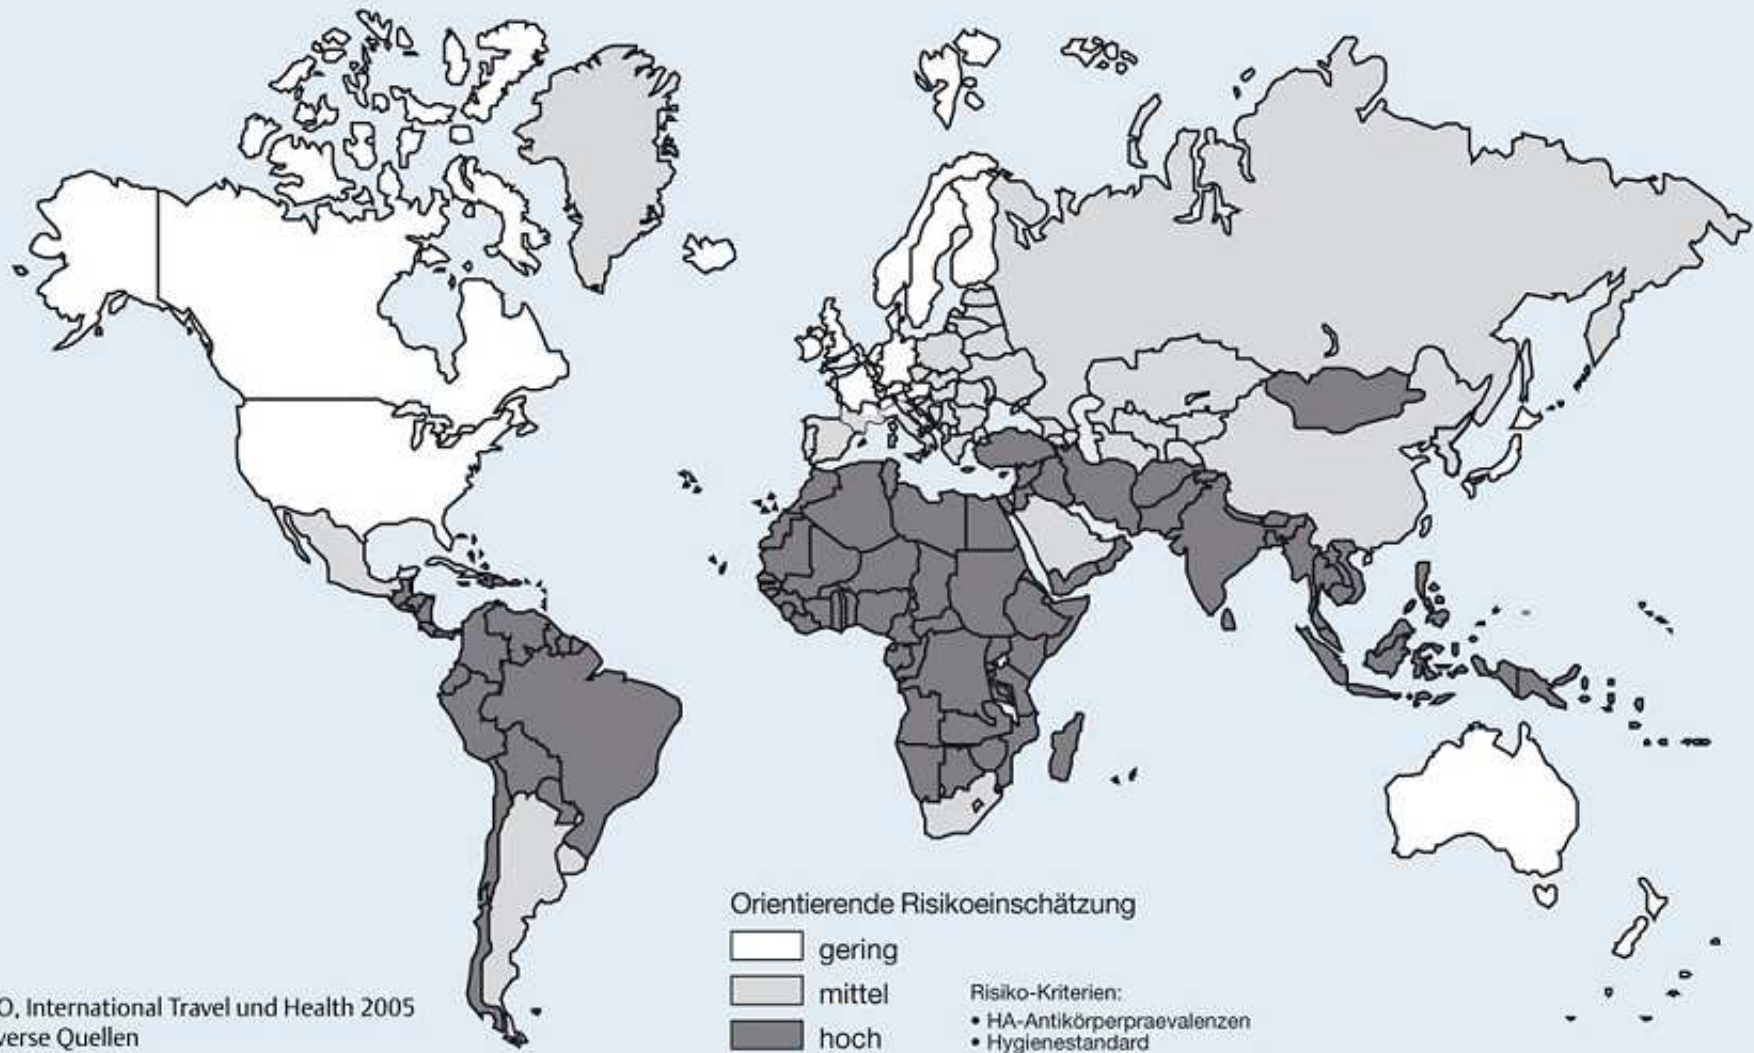 Orientierende Risikoeinschätzung
gering
mittel
hoch
Risiko-Kriterien:
• HA-Antikörperpraevalenzen
• Hygienestandard
O, International Travel und Health 2005
verse Quellen